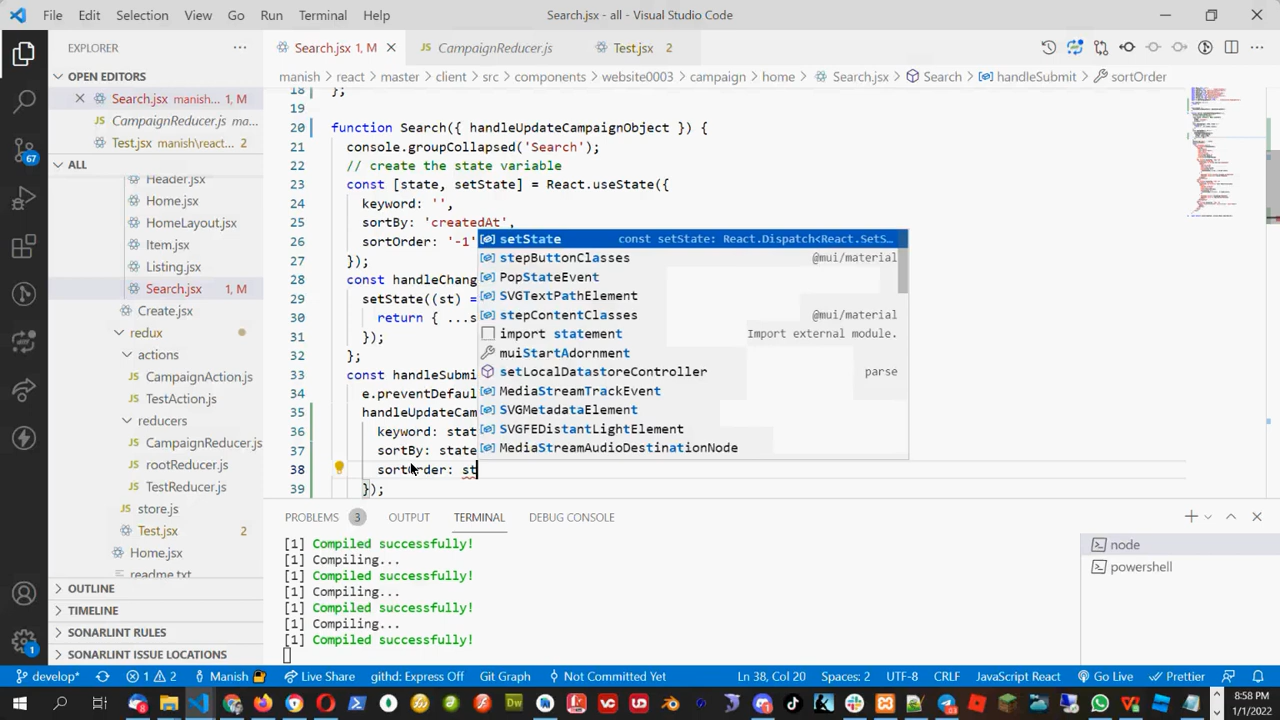 File Edit Selection View Go Run Terminal Help
Search.jsx - all - Visual Studio Code
EXPLORER
Search.jsx 1, M
CampaignReducer.js
Test.jsx 2
OPEN EDITORS
Search.jsx manish... 1, M
CampaignReducer.js ma...
Test.jsx manish\react... 2
ALL
Header.jsx
Home.jsx
HomeLayout.jsx
Item.jsx
Listing.jsx
Search.jsx 1, M
Create.jsx
redux
actions
CampaignAction.js
TestAction.js
reducers
CampaignReducer.js
rootReducer.js
TestReducer.js
store.js
Test.jsx 2
Home.jsx
readme.txt
OUTLINE
TIMELINE
SONARLINT RULES
SONARLINT ISSUE LOCATIONS
67
1
manish > react > master > client > src > components > website0003 > campaign > home > Search.jsx > Search > handleSubmit > sortOrder
18 };
19
20 function Search({ handleUpdateCampaignObject }) {
21 console.groupCollapsed('Search');
22 // create the state variable
23 const [state, setState] = React.useState({
24 keyword: '',
25 sortBy: 'createdAt'
26 sortOrder: '-1'
27 });
28 const handleChang
29 setState((st) =
30 return { ...s
31 });
32 };
33 const handleSubmi
34 e.preventDefaul
35 handleUpdateCam
36 keyword: stat
37 sortBy: state
38 sortOrder: st
39 });
setState const setState: React.Dispatch<React.SetS...
stepButtonClasses @mui/material
PopStateEvent
SVGTextPathElement
stepContentClasses @mui/material
import statement Import external module.
muiStartAdornment
setLocalDatastoreController parse
MediaStreamTrackEvent
SVGMetadataElement
SVGFEDistantLightElement
MediaStreamAudioDestinationNode
PROBLEMS 3 OUTPUT TERMINAL DEBUG CONSOLE
[1] Compiled successfully!
[1] Compiling...
[1] Compiled successfully!
[1] Compiling...
[1] Compiled successfully!
[1] Compiling...
[1] Compiled successfully!
node
powershell
develop* 1 2 Manish Live Share githd: Express Off Git Graph Not Committed Yet Ln 38, Col 20 Spaces: 2 UTF-8 CRLF JavaScript React Go Live Prettier
8:58 PM
1/1/2022